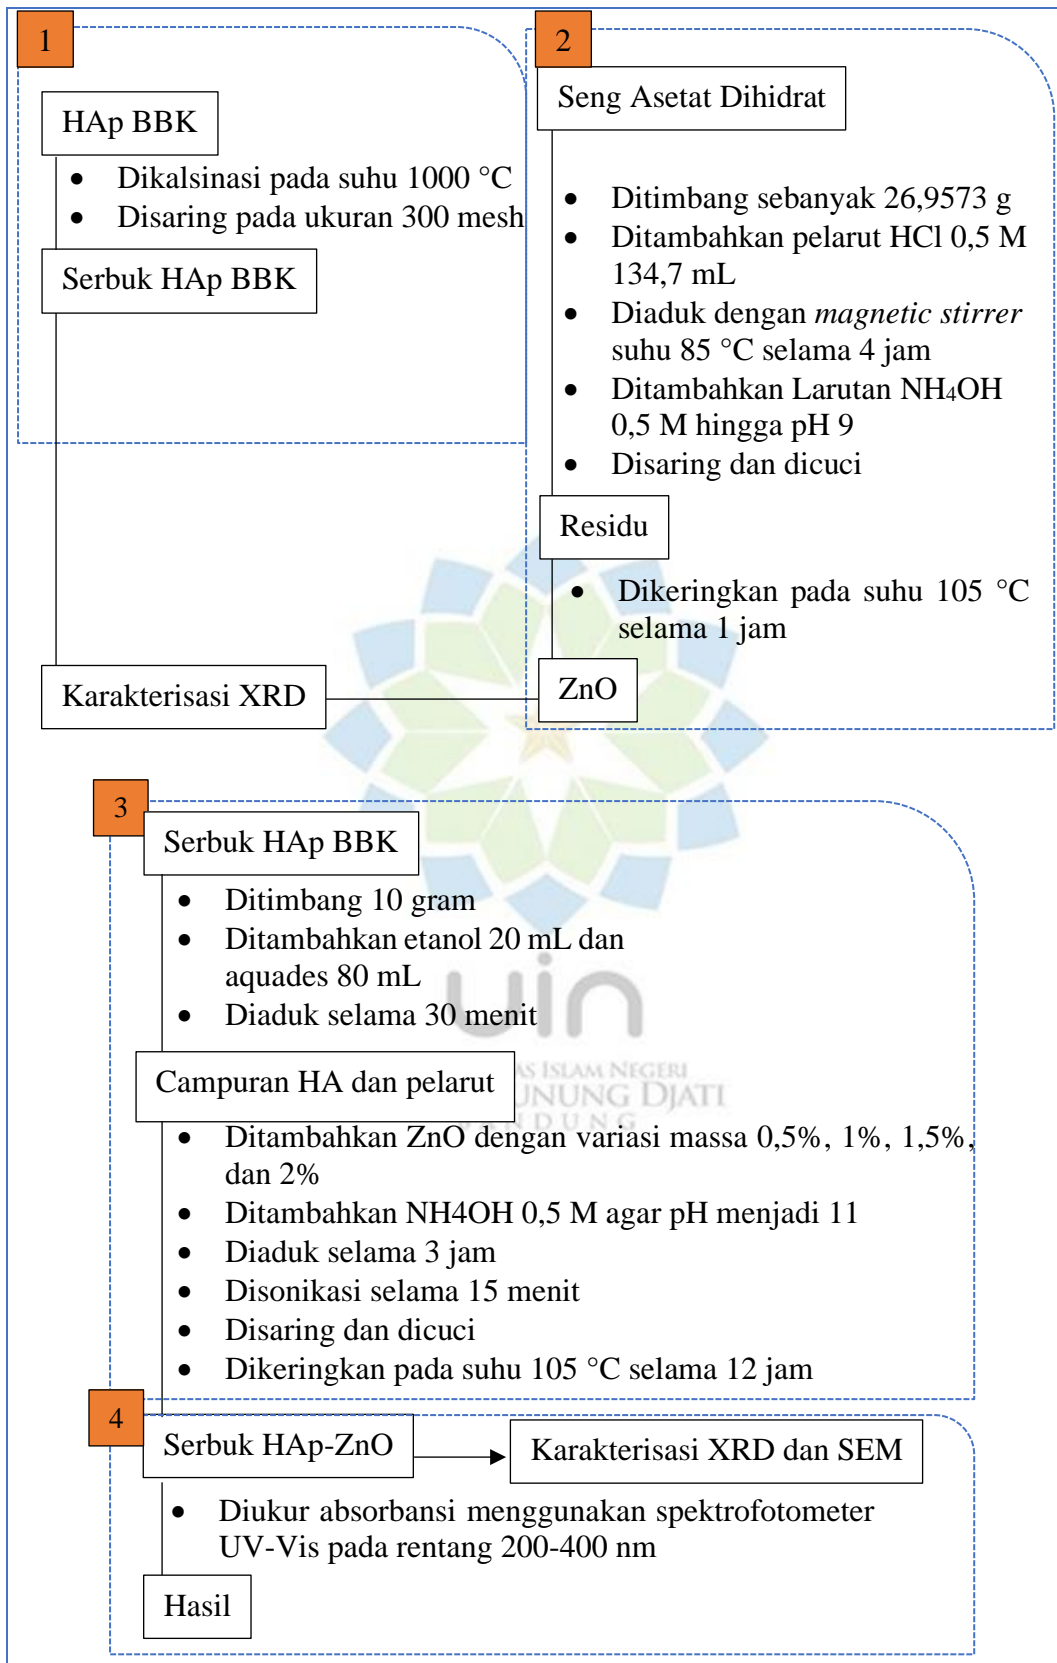 1
HAp BBK
• Dikalsinasi pada suhu 1000 °C
• Disaring pada ukuran 300 mesh
Serbuk HAp BBK
Karakterisasi XRD
2
Seng Asetat Dihidrat
• Ditimbang sebanyak 26,9573 g
• Ditambahkan pelarut HCl 0,5 M
134,7 mL
• Diaduk dengan magnetic stirrer
suhu 85 °C selama 4 jam
• Ditambahkan Larutan NH₄OH
0,5 M hingga pH 9
• Disaring dan dicuci
Residu
• Dikeringkan pada suhu 105 °C
selama 1 jam
ZnO
3
Serbuk HAp BBK
• Ditimbang 10 gram
• Ditambahkan etanol 20 mL dan
aquades 80 mL
• Diaduk selama 30 menit
uin
Campuran HA dan pelarut
AS ISLAM NEGERI
UNUNG DJATI
BANDUNG
• Ditambahkan ZnO dengan variasi massa 0,5%, 1%, 1,5%,
dan 2%
• Ditambahkan NH4OH 0,5 M agar pH menjadi 11
• Diaduk selama 3 jam
• Disonikasi selama 15 menit
• Disaring dan dicuci
• Dikeringkan pada suhu 105 °C selama 12 jam
4
Serbuk HAp-ZnO
Karakterisasi XRD dan SEM
• Diukur absorbansi menggunakan spektrofotometer
UV-Vis pada rentang 200-400 nm
Hasil